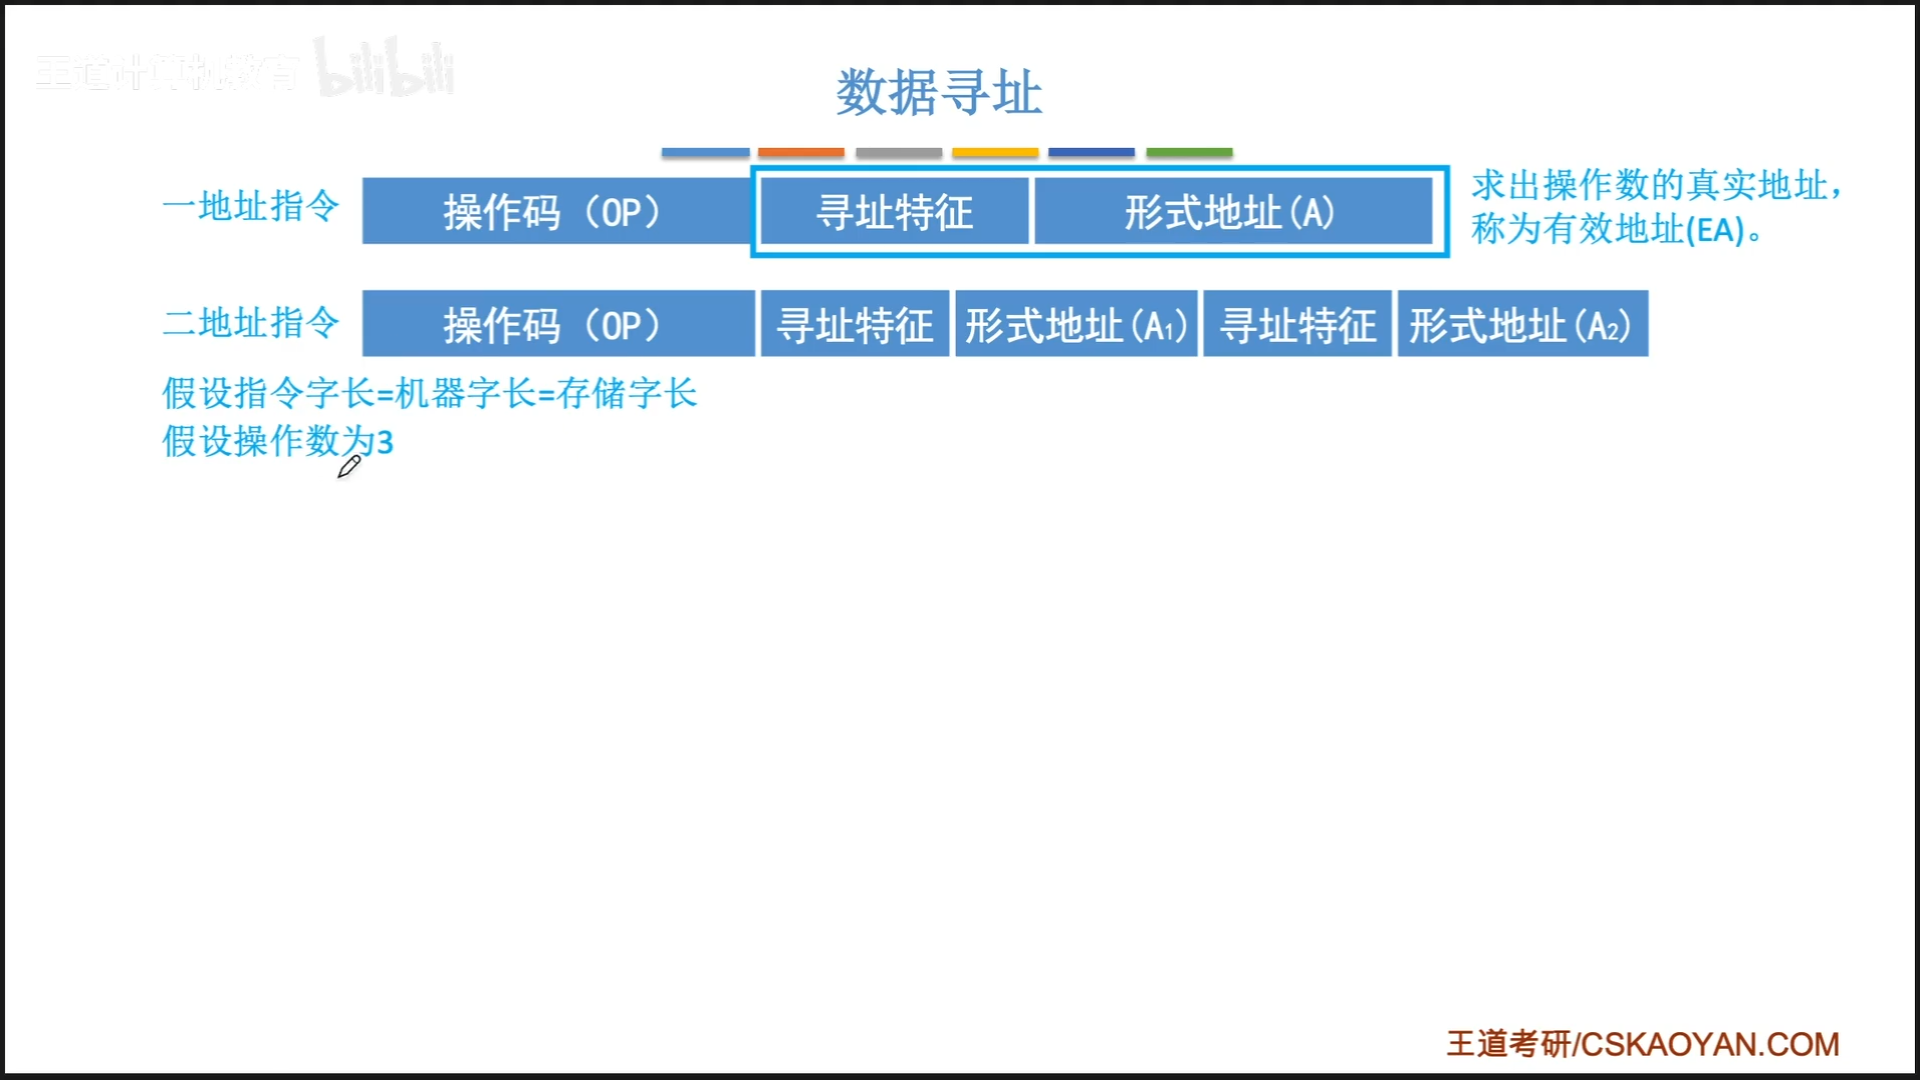 王道计算机教育 bilibili
数据寻址
一地址指令 操作码（OP） 寻址特征 形式地址(A) 求出操作数的真实地址，
称为有效地址(EA)。
二地址指令 操作码（OP） 寻址特征 形式地址(A₁) 寻址特征 形式地址(A₂)
假设指令字长=机器字长=存储字长
假设操作数为3
王道考研/CSKAOYAN.COM